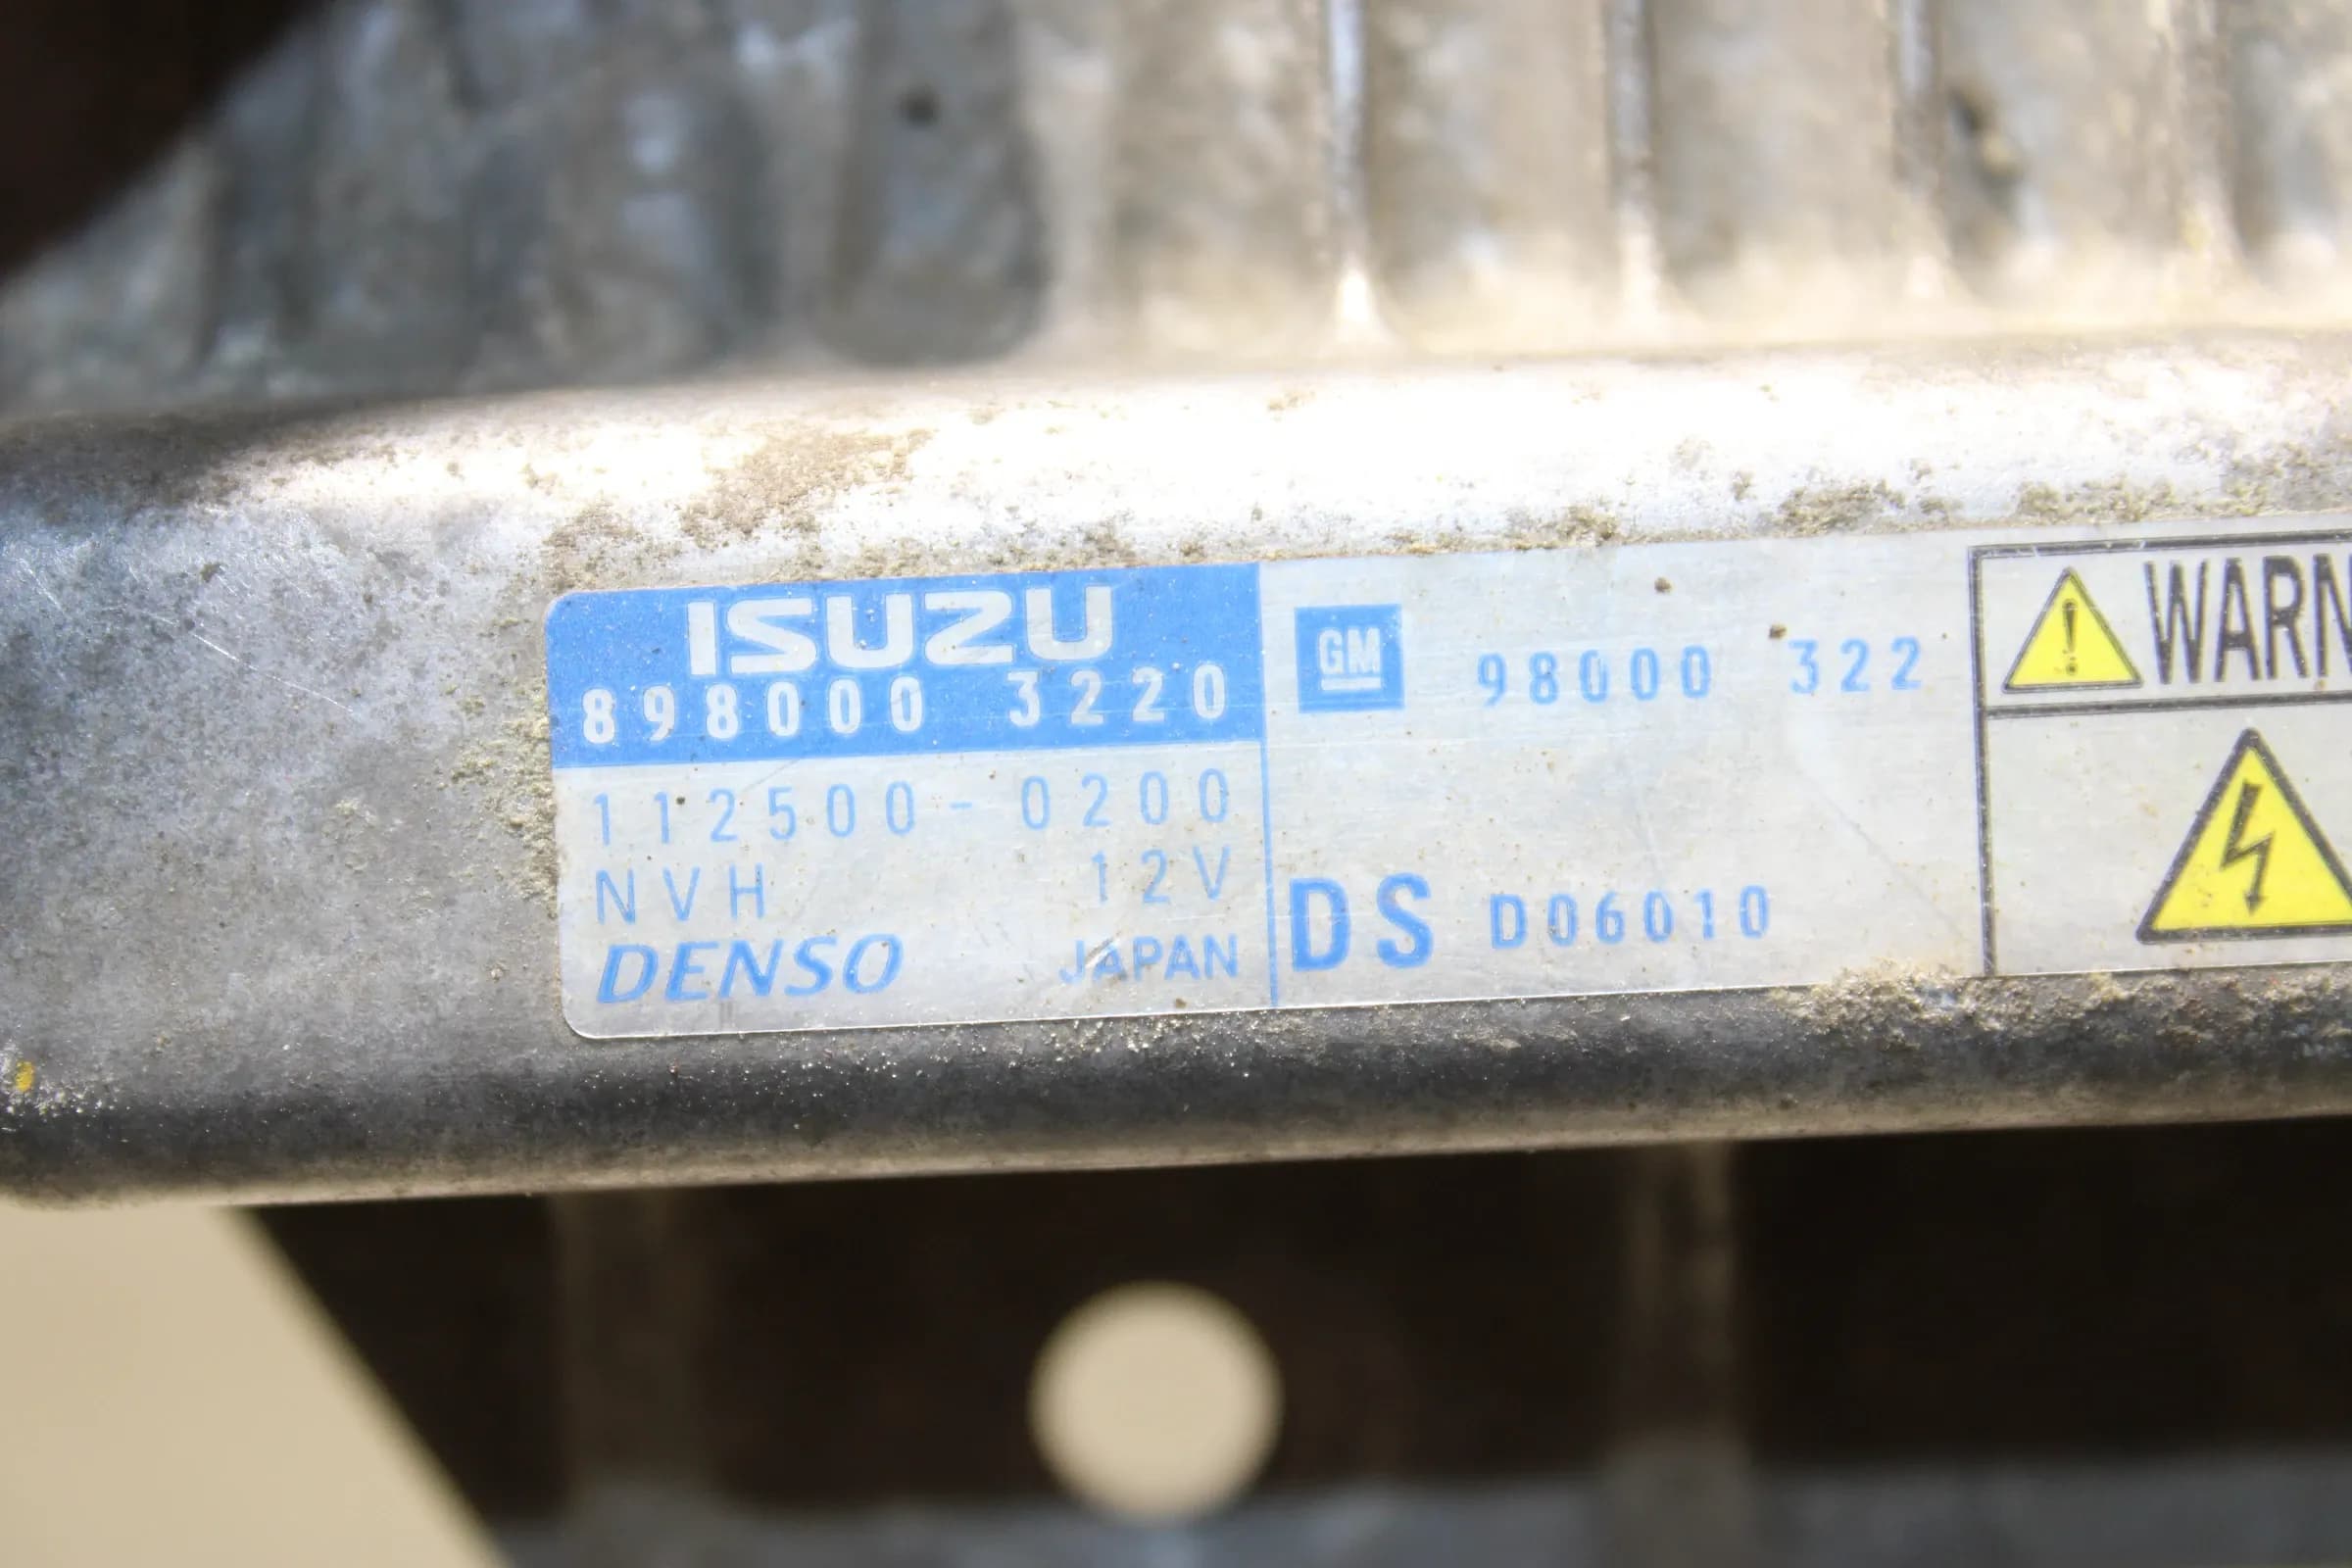 ISUZU
898000 3220
112500-0200
NVH 12V
DENSO JAPAN
GM 98000 322
DS D06010
WARN